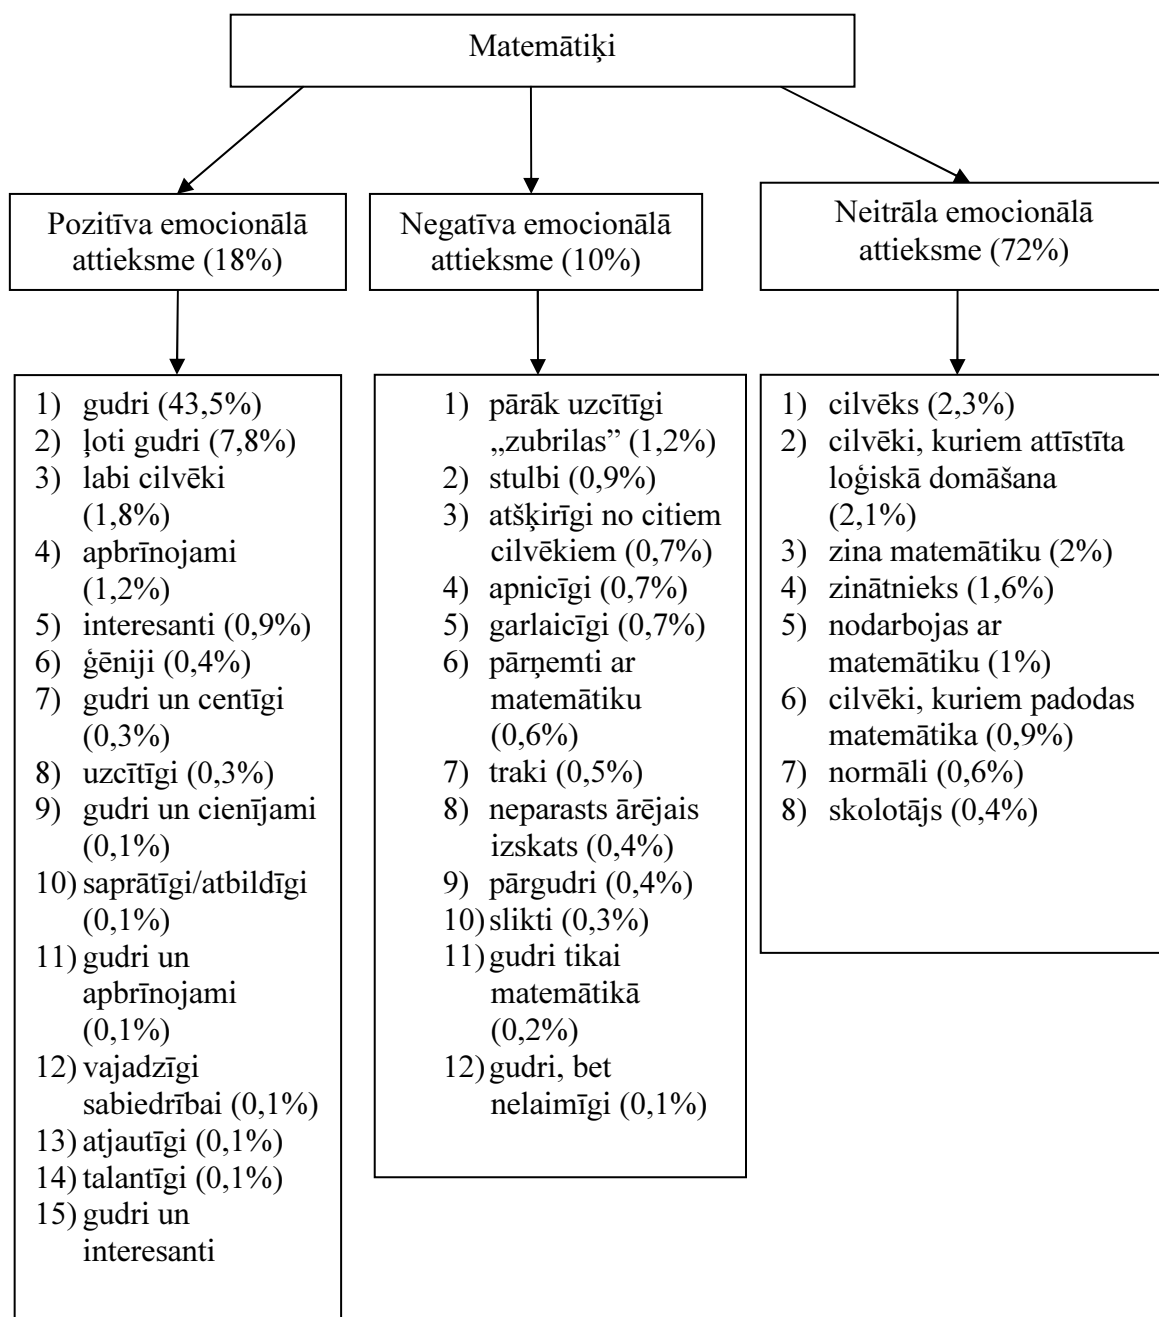 Matemātiķi
Pozitīva emocionālā
attieksme (18%)
Negatīva emocionālā
attieksme (10%)
Neitrāla emocionālā
attieksme (72%)
1) gudri (43,5%)
2) ļoti gudri (7,8%)
3) labi cilvēki
(1,8%)
4) apbrīnojami
(1,2%)
5) interesanti (0,9%)
6) ģēniji (0,4%)
7) gudri un centīgi
(0,3%)
8) uzcītīgi (0,3%)
9) gudri un cienījami
(0,1%)
10) saprātīgi/atbildīgi
(0,1%)
11) gudri un
apbrīnojami
(0,1%)
12) vajadzīgi
sabiedrībai (0,1%)
13) atjautīgi (0,1%)
14) talantīgi (0,1%)
15) gudri un
interesanti
1) pārāk uzcītīgi
„zubrilas” (1,2%)
2) stulbi (0,9%)
3) atšķirīgi no citiem
cilvēkiem (0,7%)
4) apnicīgi (0,7%)
5) garlaicīgi (0,7%)
6) pārņemti ar
matemātiku
(0,6%)
7) traki (0,5%)
8) neparasts ārējais
izskats (0,4%)
9) pārgudri (0,4%)
10) slikti (0,3%)
11) gudri tikai
matemātikā
(0,2%)
12) gudri, bet
nelaimīgi (0,1%)
1) cilvēks (2,3%)
2) cilvēki, kuriem attīstīta
loģiskā domāšana
(2,1%)
3) zina matemātiku (2%)
4) zinātnieks (1,6%)
5) nodarbojas ar
matemātiku (1%)
6) cilvēki, kuriem padodas
matemātika (0,9%)
7) normāli (0,6%)
8) skolotājs (0,4%)